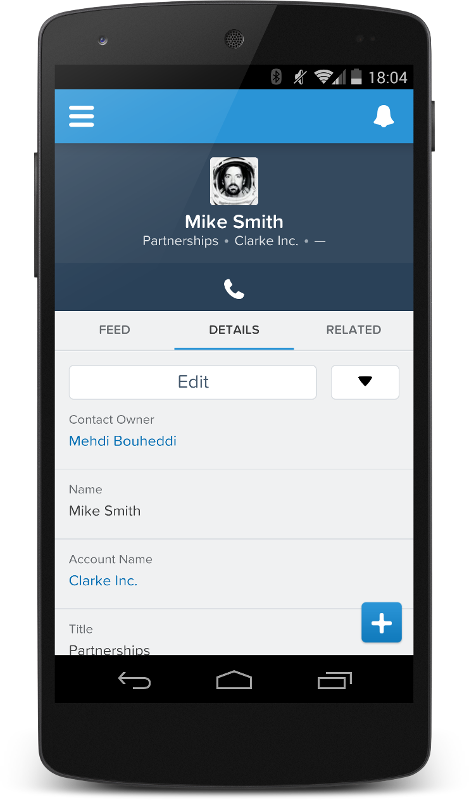 18:04
Mike Smith
Partnerships • Clarke Inc. • —
FEED DETAILS RELATED
Edit
Contact Owner
Mehdi Bouheddi
Name
Mike Smith
Account Name
Clarke Inc.
Title
Partnerships